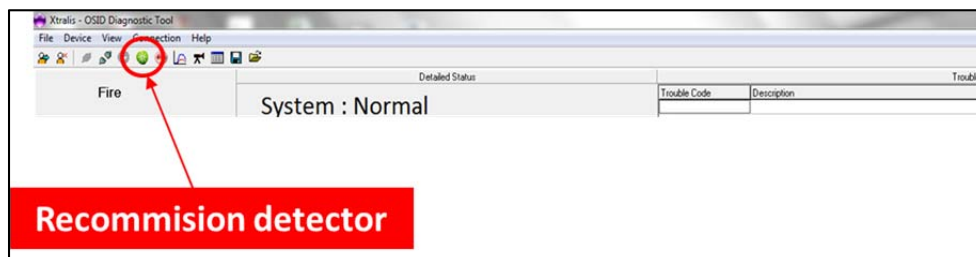 Xtralis - OSID Diagnostic Tool
File Device View Connection Help
Detailed Status
Troubl
Fire
System : Normal
Trouble Code Description
Recommision detector